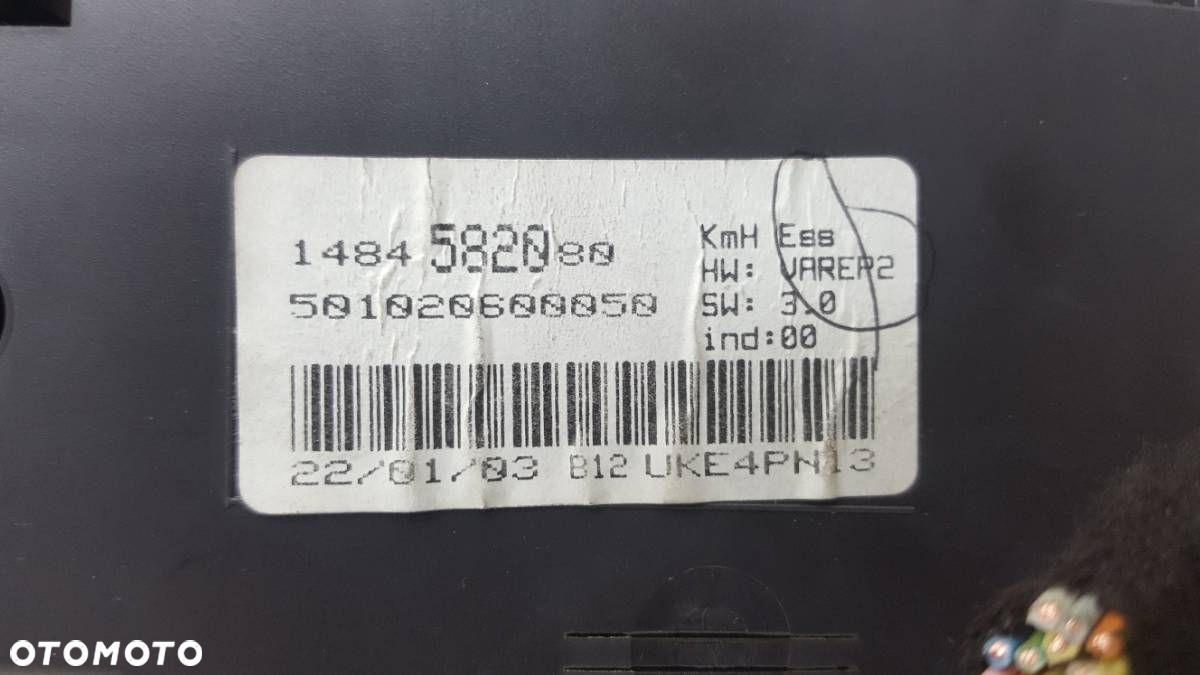 1484 5820 80
501020600050
KmH Ess
HW: VAREP2
SW: 3.0
ind:00
22/01/03 B12 UKE4PN13
OTOMOTO